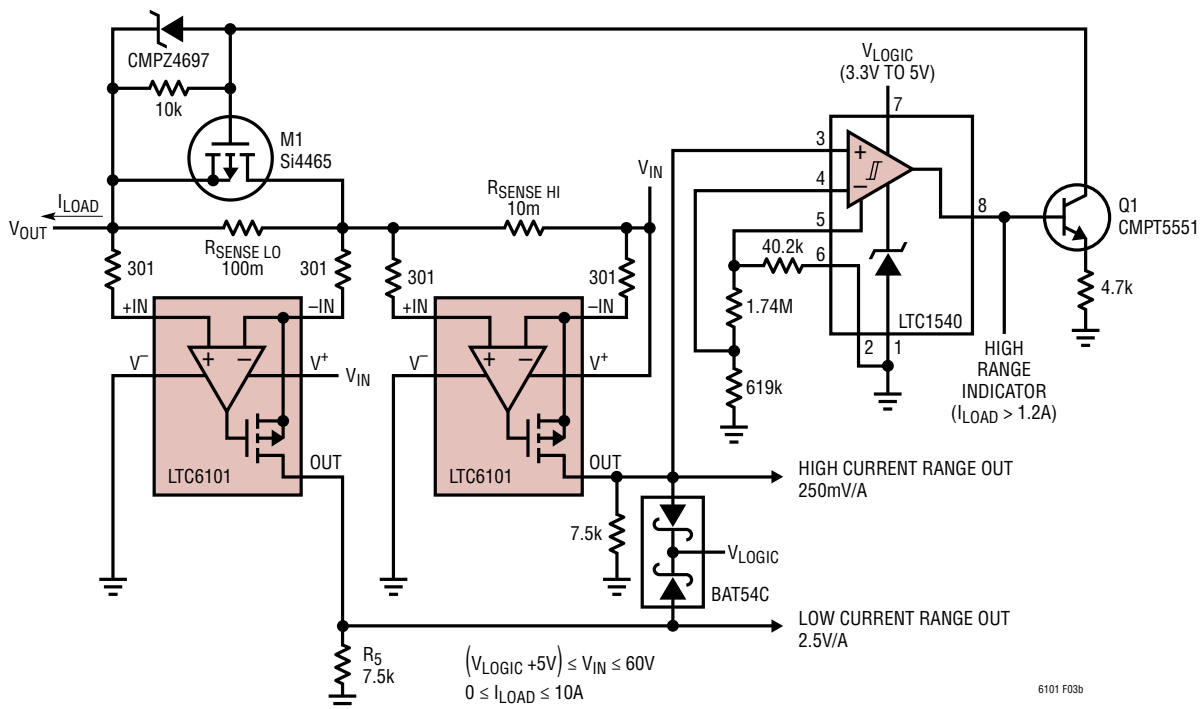 CMPZ4697
10k
M1
Si4465
VLOGIC
(3.3V TO 5V)
7
3
+
4
–
5
40.2k
6
8
Q1
CMPT5551
VIN
ILOAD
VOUT
RSENSE LO
100m
RSENSE HI
10m
301
301
301
301
1.74M
4.7k
LTC1540
2
1
+IN
–IN
+IN
–IN
V–
+
–
V+
VIN
V–
+
–
V+
619k
HIGH
RANGE
INDICATOR
(ILOAD > 1.2A)
LTC6101
OUT
LTC6101
OUT
HIGH CURRENT RANGE OUT
250mV/A
7.5k
VLOGIC
BAT54C
LOW CURRENT RANGE OUT
2.5V/A
R5
7.5k
(VLOGIC +5V) ≤ VIN ≤ 60V
0 ≤ ILOAD ≤ 10A
6101 F03b